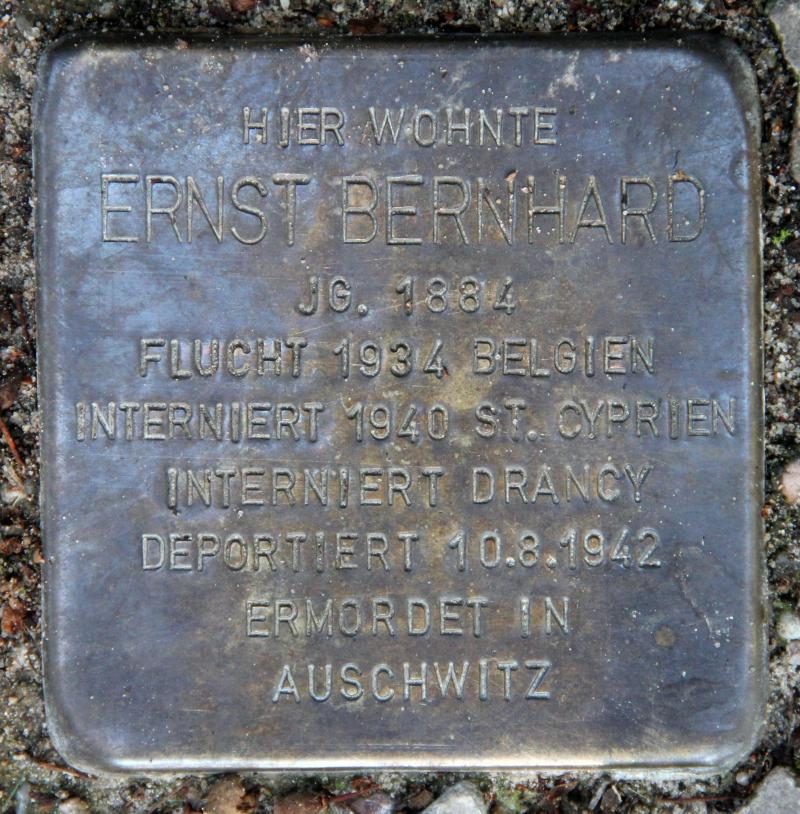 HIER WOHNTE
ERNST BERNHARD
JG. 1884
FLUCHT 1934 BELGIEN
INTERNIERT 1940 ST. CYPRIEN
INTERNIERT DRANCY
DEPORTIERT 10.8.1942
ERMORDET IN
AUSCHWITZ